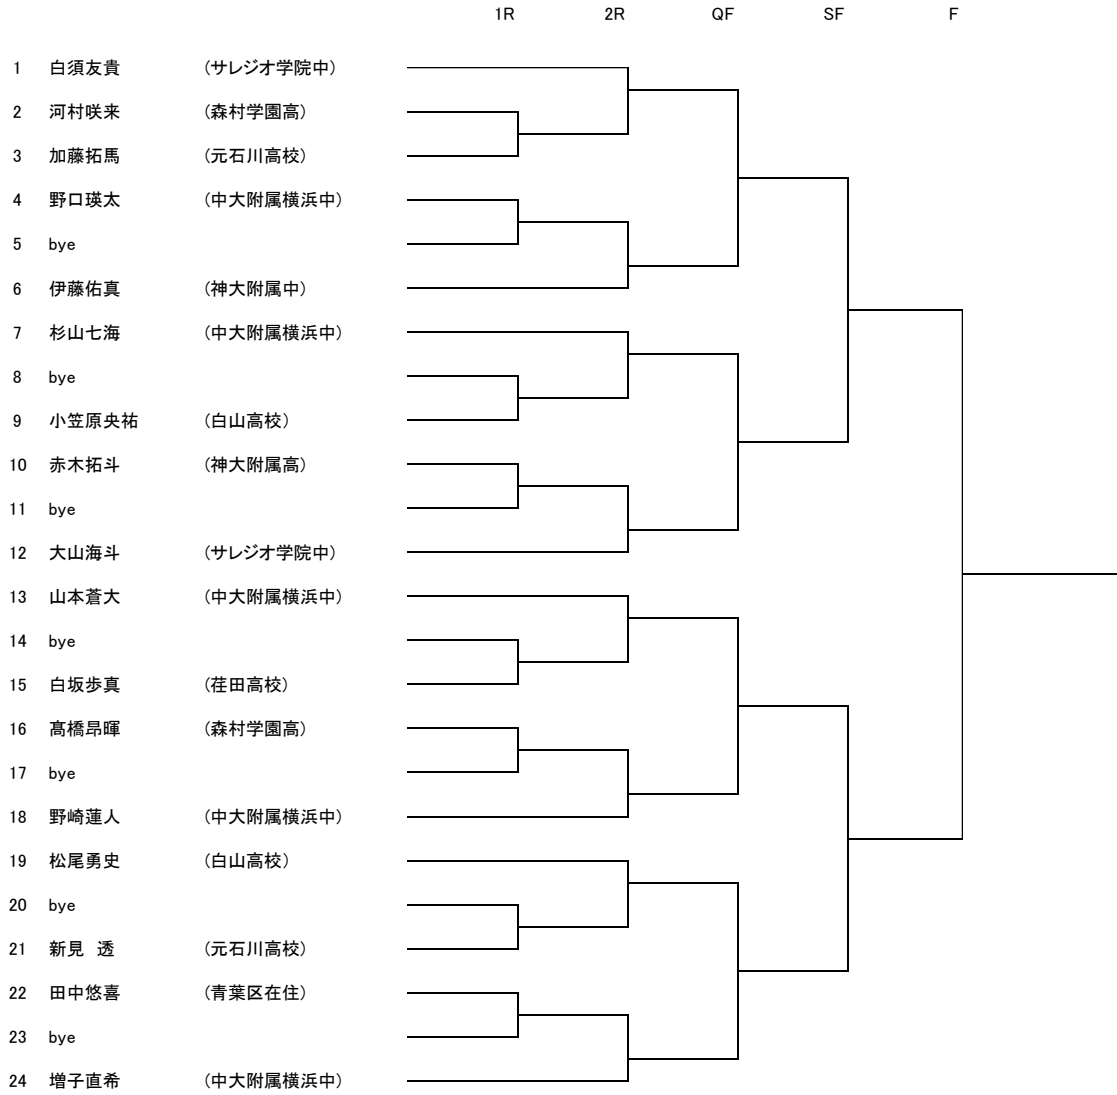 1R 2R QF SF F
1 白須友貴 (サレジオ学院中)
2 河村咲来 (森村学園高)
3 加藤拓馬 (元石川高校)
4 野口瑛太 (中大附属横浜中)
5 bye
6 伊藤佑真 (神大附属中)
7 杉山七海 (中大附属横浜中)
8 bye
9 小笠原央祐 (白山高校)
10 赤木拓斗 (神大附属高)
11 bye
12 大山海斗 (サレジオ学院中)
13 山本蒼大 (中大附属横浜中)
14 bye
15 白坂歩真 (荏田高校)
16 髙橋昂暉 (森村学園高)
17 bye
18 野崎蓮人 (中大附属横浜中)
19 松尾勇史 (白山高校)
20 bye
21 新見　透 (元石川高校)
22 田中悠喜 (青葉区在住)
23 bye
24 増子直希 (中大附属横浜中)